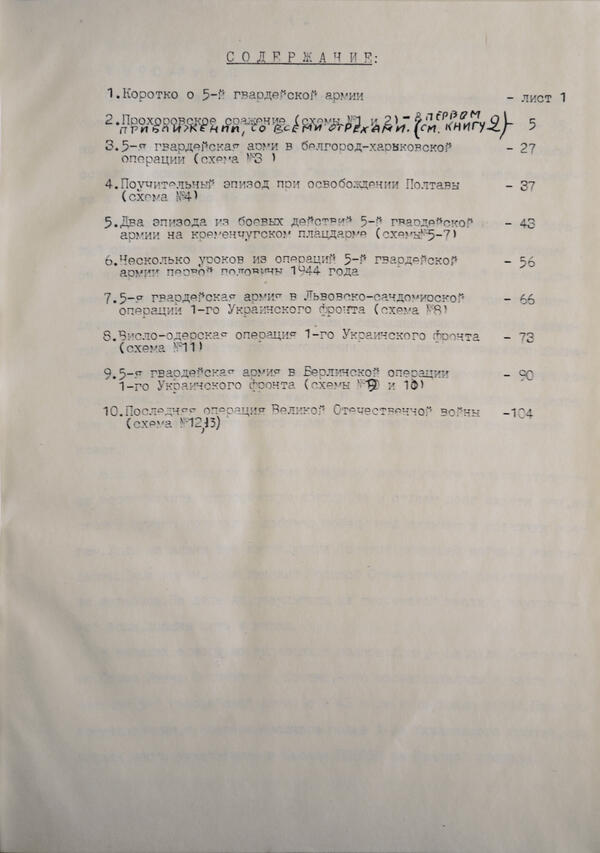 СОДЕРЖАНИЕ:
1.Коротко о 5-й гвардейской армии - лист 1
2.Прохоровское сражение (схемы №1 и 2)- В ПЕРВОМ
ПРИБЛИЖЕНИИ, СО ВСЕМИ ОГРЕХАМИ. (СМ. КНИГУ 2)- 5
3.5-я гвардейская арми в белгород-харьковской - 27
операции (схема №3 )
4.Поучительный эпизод при освобождении Полтавы - 37
(схема №4)
5.Два эпизода из боевых действий 5-й гвардейской - 43
армии на кременчугском плацдарме (схемы №5-7)
6.Несколько уроков из операций 5-й гвардейской - 56
армии первой половины 1944 года
7.5-я гвардейская армия в Львовско-сандомирской - 66
операции 1-го Украинского фронта (схема №8)
8.Висло-одерская операция 1-го Украинского фронта - 73
(схема №11)
9.5-я гвардейская армия в Берлинской операции - 90
1-го Украинского фронта (схемы №9 и 10)
10.Последняя операция Великой Отечественной войны -104
(схема №12,13)